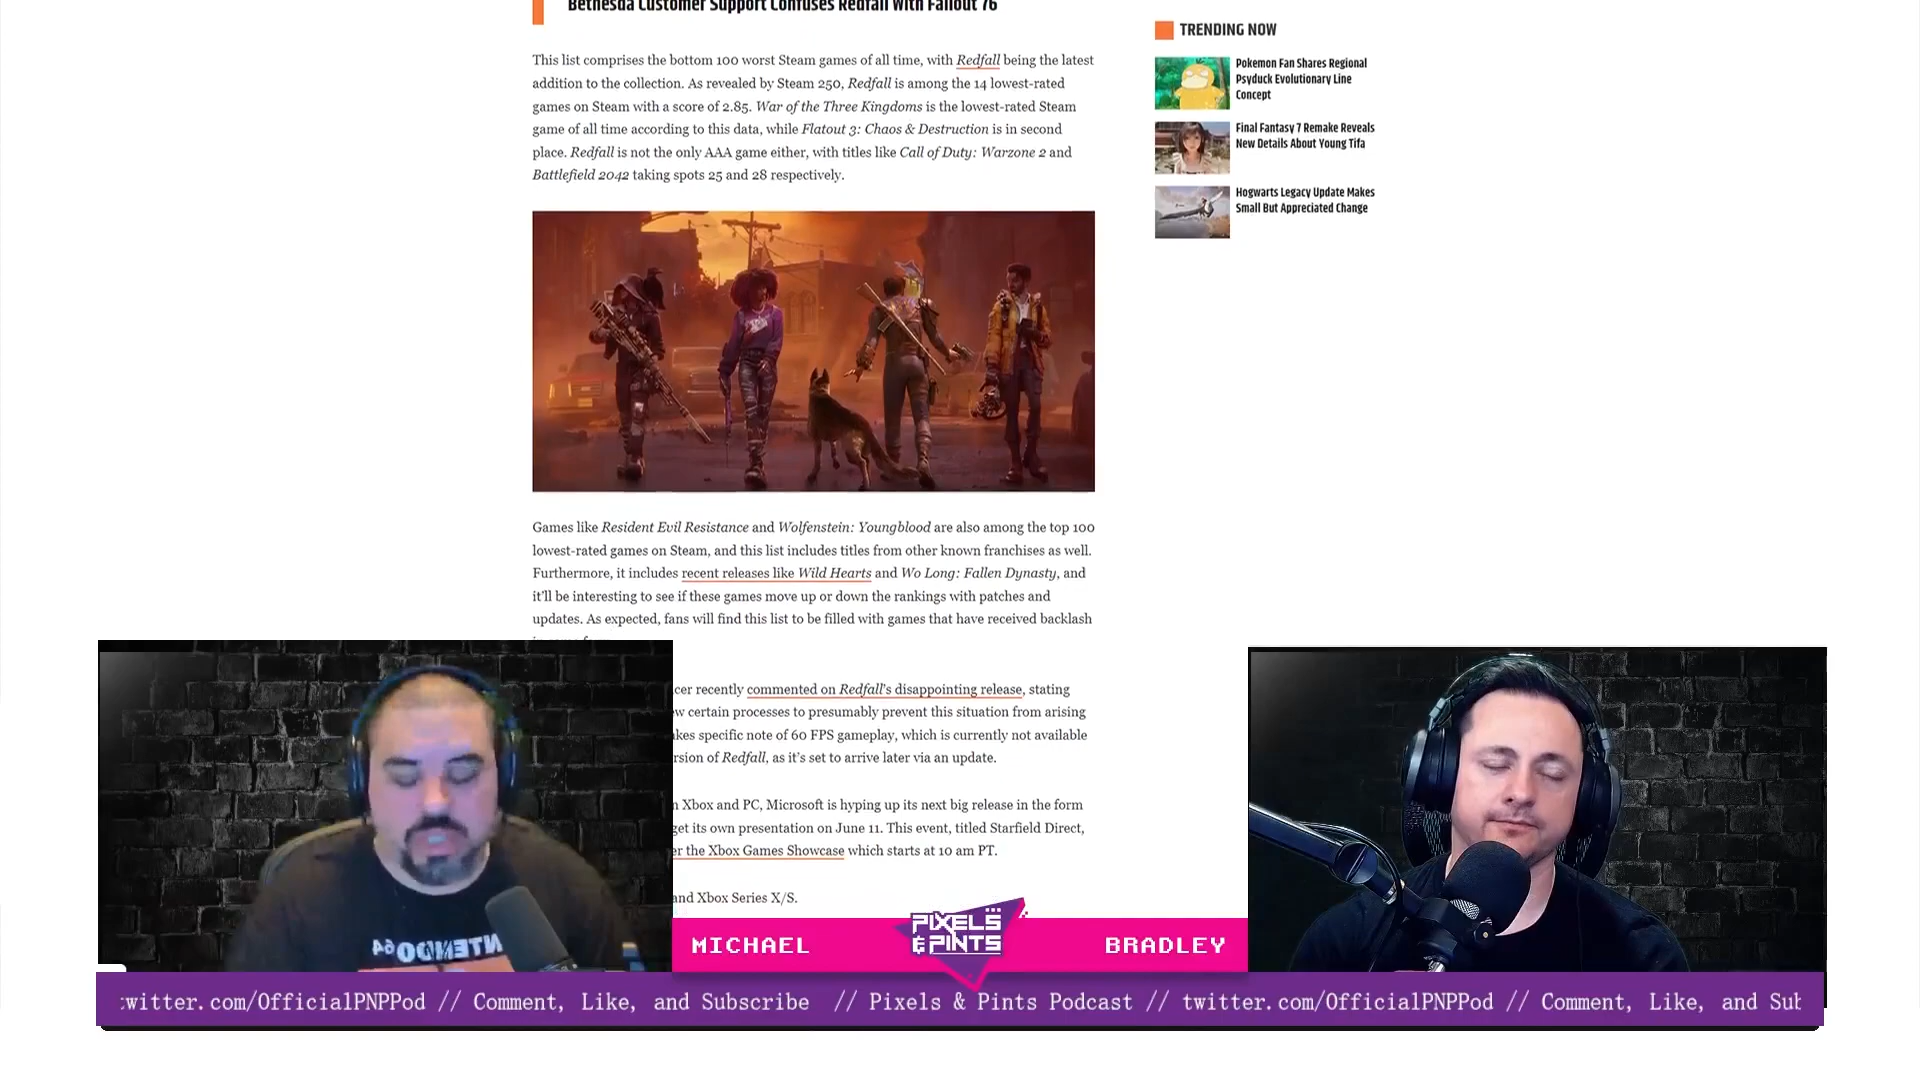 Bethesda Customer Support Confuses Redfall With Fallout 76
This list comprises the bottom 100 worst Steam games of all time, with Redfall being the latest
addition to the collection. As revealed by Steam 250, Redfall is among the 14 lowest-rated
games on Steam with a score of 2.85. War of the Three Kingdoms is the lowest-rated Steam
game of all time according to this data, while Flatout 3: Chaos & Destruction is in second
place. Redfall is not the only AAA game either, with titles like Call of Duty: Warzone 2 and
Battlefield 2042 taking spots 25 and 28 respectively.
Games like Resident Evil Resistance and Wolfenstein: Youngblood are also among the top 100
lowest-rated games on Steam, and this list includes titles from other known franchises as well.
Furthermore, it includes recent releases like Wild Hearts and Wo Long: Fallen Dynasty, and
it'll be interesting to see if these games move up or down the rankings with patches and
updates. As expected, fans will find this list to be filled with games that have received backlash
cer recently commented on Redfall's disappointing release, stating
w certain processes to presumably prevent this situation from arising
kes specific note of 60 FPS gameplay, which is currently not available
rsion of Redfall, as it's set to arrive later via an update.
n Xbox and PC, Microsoft is hyping up its next big release in the form
get its own presentation on June 11. This event, titled Starfield Direct,
er the Xbox Games Showcase which starts at 10 am PT.
and Xbox Series X/S.
TRENDING NOW
Pokemon Fan Shares Regional
Psyduck Evolutionary Line
Concept
Final Fantasy 7 Remake Reveals
New Details About Young Tifa
Hogwarts Legacy Update Makes
Small But Appreciated Change
NTENDO64
MICHAEL
PIXELS
& PINTS
BRADLEY
:witter.com/OfficialPNPPod // Comment, Like, and Subscribe // Pixels & Pints Podcast // twitter.com/OfficialPNPPod // Comment, Like, and Sub